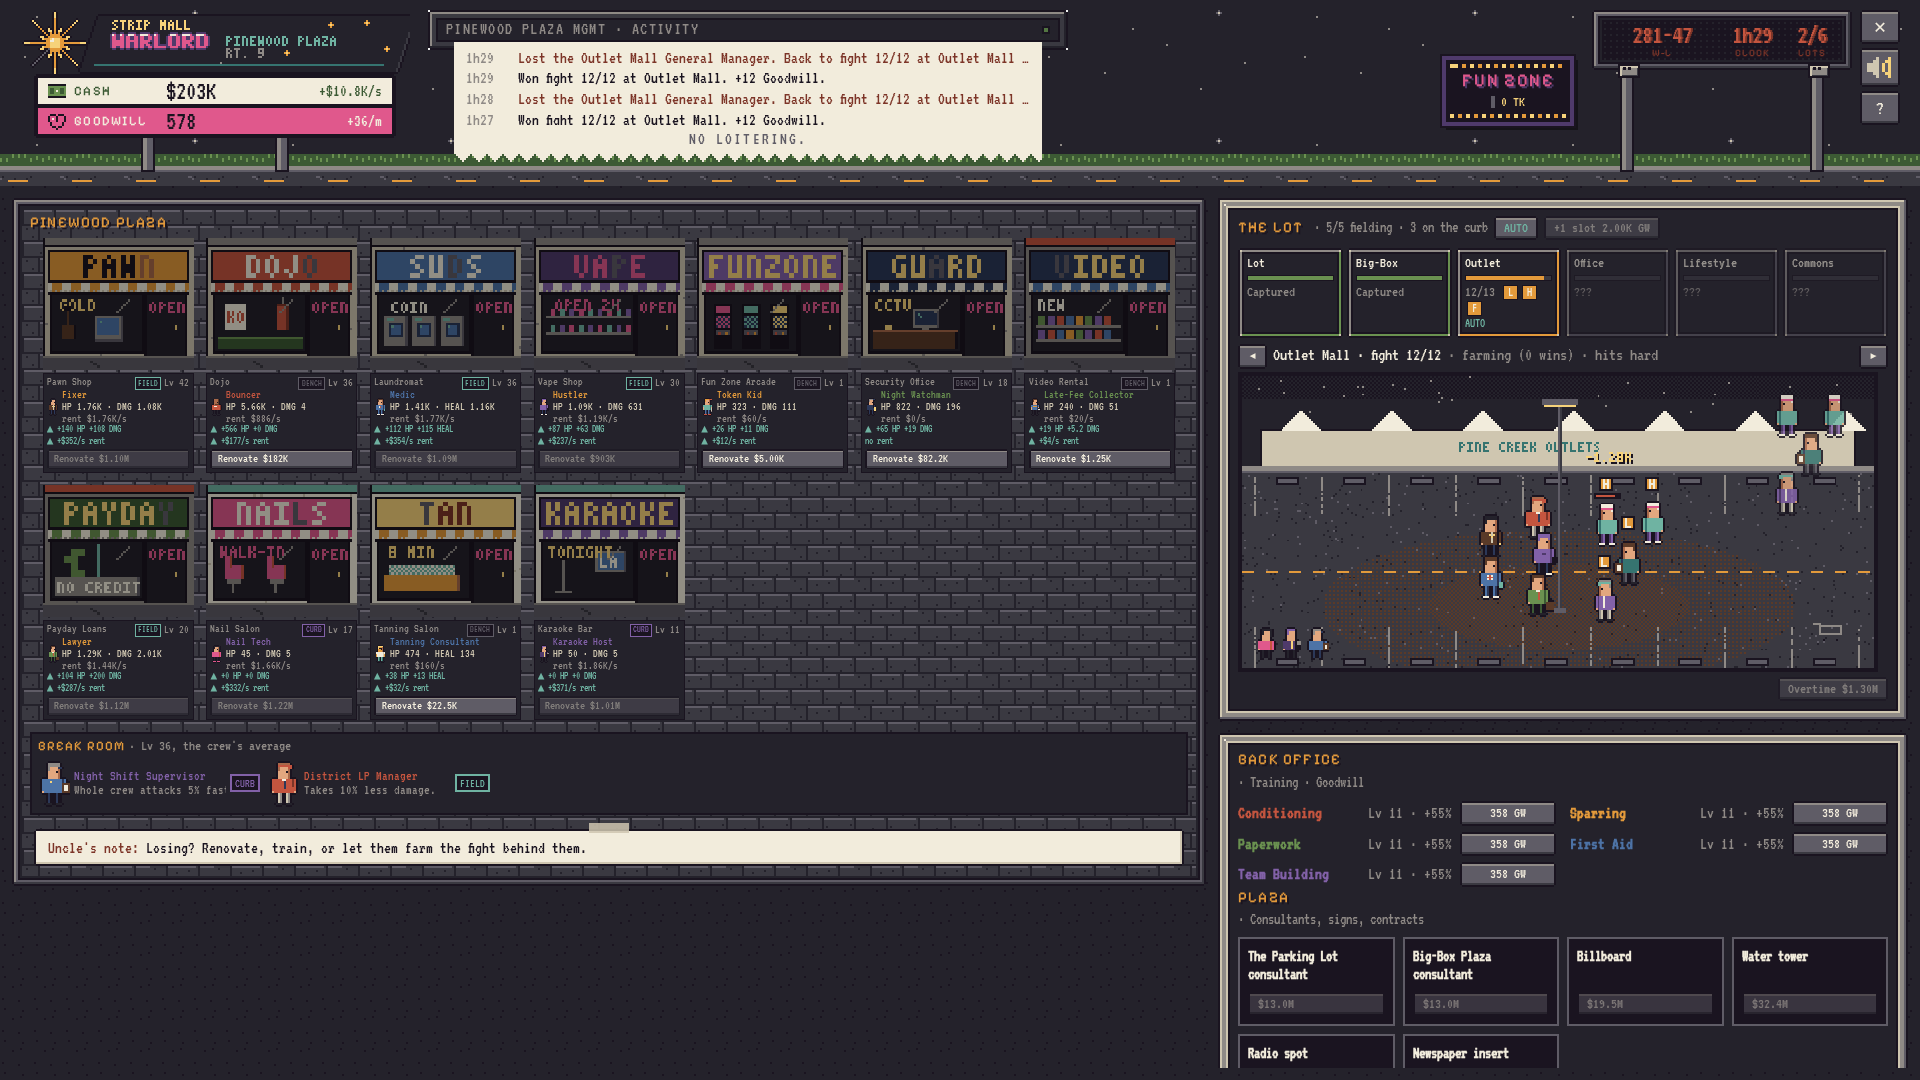 STRIP MALL
WARLORD
PINEWOOD PLAZA
RT. 9
CASH $203K +$10.8K/s
GOODWILL 578 +36/m
PINEWOOD PLAZA MGMT · ACTIVITY
1h29 Lost the Outlet Mall General Manager. Back to fight 12/12 at Outlet Mall …
1h29 Won fight 12/12 at Outlet Mall. +12 Goodwill.
1h28 Lost the Outlet Mall General Manager. Back to fight 12/12 at Outlet Mall …
1h27 Won fight 12/12 at Outlet Mall. +12 Goodwill.
NO LOITERING.
FUN ZONE
0 TK
281-47 1h29 2/6
W-L CLOCK LOTS
×
?
PINEWOOD PLAZA
PAWN DOJO SUDS VAPE FUNZONE GUARD VIDEO
GOLD OPEN KO OPEN COIN OPEN OPEN 2K OPEN OPEN CCTV OPEN NEW OPEN
Pawn Shop FIELD Lv 42
Fixer
HP 1.76K · DMG 1.08K
rent $1.76K/s
▲ +140 HP +108 DMG
▲ +$352/s rent
Renovate $1.10M
Dojo BENCH Lv 36
Bouncer
HP 5.66K · DMG 4
rent $886/s
▲ +566 HP +0 DMG
▲ +$177/s rent
Renovate $182K
Laundromat FIELD Lv 36
Medic
HP 1.41K · HEAL 1.16K
rent $1.77K/s
▲ +112 HP +115 HEAL
▲ +$354/s rent
Renovate $1.09M
Vape Shop FIELD Lv 30
Hustler
HP 1.09K · DMG 631
rent $1.19K/s
▲ +87 HP +63 DMG
▲ +$237/s rent
Renovate $903K
Fun Zone Arcade BENCH Lv 1
Token Kid
HP 323 · DMG 111
rent $60/s
▲ +26 HP +11 DMG
▲ +$12/s rent
Renovate $5.00K
Security Office BENCH Lv 18
Night Watchman
HP 822 · DMG 196
rent $0/s
▲ +65 HP +19 DMG
no rent
Renovate $82.2K
Video Rental BENCH Lv 1
Late-Fee Collector
HP 240 · DMG 51
▲ +19 HP +5.2 DMG
▲ +$4/s rent
Renovate $1.25K
PAYDAY NAILS TAN KARAOKE
NO CREDIT OPEN WALK-IN OPEN 8 MIN OPEN TONIGHT LA OPEN
Payday Loans FIELD Lv 20
Lawyer
HP 1.29K · DMG 2.01K
rent $1.44K/s
▲ +104 HP +200 DMG
▲ +$287/s rent
Renovate $1.12M
Nail Salon CURB Lv 17
Nail Tech
HP 45 · DMG 5
rent $1.66K/s
▲ +0 HP +0 DMG
▲ +$332/s rent
Renovate $1.22M
Tanning Salon BENCH Lv 1
Tanning Consultant
HP 474 · HEAL 134
rent $160/s
▲ +38 HP +13 HEAL
▲ +$32/s rent
Renovate $22.5K
Karaoke Bar CURB Lv 11
Karaoke Host
HP 50 · DMG 5
rent $1.86K/s
▲ +0 HP +0 DMG
▲ +$371/s rent
Renovate $1.01M
BREAK ROOM · Lv 36, the crew's average
Night Shift Supervisor CURB
Whole crew attacks 5% fast
District LP Manager FIELD
Takes 10% less damage.
Uncle's note: Losing? Renovate, train, or let them farm the fight behind them.
THE LOT · 5/5 fielding · 3 on the curb AUTO +1 slot 2.00K GW
Lot
Captured
Big-Box
Captured
Outlet
12/13 L H
F
AUTO
Office
???
Lifestyle
???
Commons
???
◄ Outlet Mall · fight 12/12 · farming (0 wins) · hits hard ►
PINE CREEK OUTLETS
H H
L
L
Overtime $1.30M
BACK OFFICE
· Training · Goodwill
Conditioning Lv 11 · +55% 358 GW
Sparring Lv 11 · +55% 358 GW
Paperwork Lv 11 · +55% 358 GW
First Aid Lv 11 · +55% 358 GW
Team Building Lv 11 · +55% 358 GW
PLAZA
· Consultants, signs, contracts
The Parking Lot
consultant
$13.0M
Big-Box Plaza
consultant
$13.0M
Billboard
$19.5M
Water tower
$32.4M
Radio spot
Newspaper insert